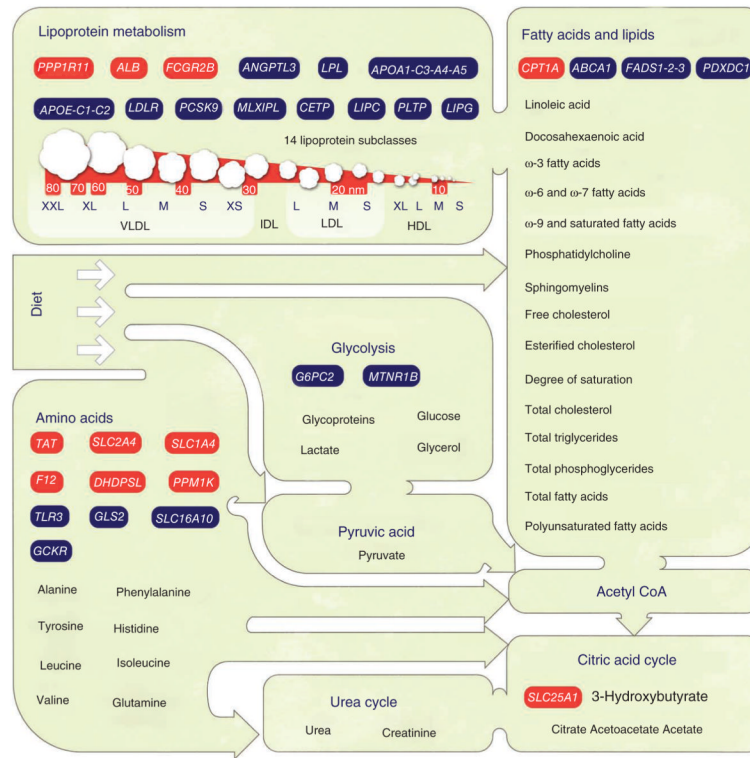 Lipoprotein metabolism
PPP1R11 ALB FCGR2B ANGPTL3 LPL APOA1-C3-A4-A5
APOE-C1-C2 LDLR PCSK9 MLXIPL CETP LIPC PLTP LIPG
14 lipoprotein subclasses
80 70 60 50 40 30 20 nm 10
XXL XL L M S XS L M S XL L M S
VLDL IDL LDL HDL
Fatty acids and lipids
CPT1A ABCA1 FADS1-2-3 PDXDC1
Linoleic acid
Docosahexaenoic acid
ω-3 fatty acids
ω-6 and ω-7 fatty acids
ω-9 and saturated fatty acids
Phosphatidylcholine
Sphingomyelins
Free cholesterol
Esterified cholesterol
Degree of saturation
Total cholesterol
Total triglycerides
Total phosphoglycerides
Total fatty acids
Polyunsaturated fatty acids
Diet
Glycolysis
G6PC2 MTNR1B
Glycoproteins Glucose
Lactate Glycerol
Amino acids
TAT SLC2A4 SLC1A4
F12 DHDPSL PPM1K
TLR3 GLS2 SLC16A10
GCKR
Alanine Phenylalanine
Tyrosine Histidine
Leucine Isoleucine
Valine Glutamine
Pyruvic acid
Pyruvate
Acetyl CoA
Citric acid cycle
SLC25A1 3-Hydroxybutyrate
Citrate Acetoacetate Acetate
Urea cycle
Urea Creatinine